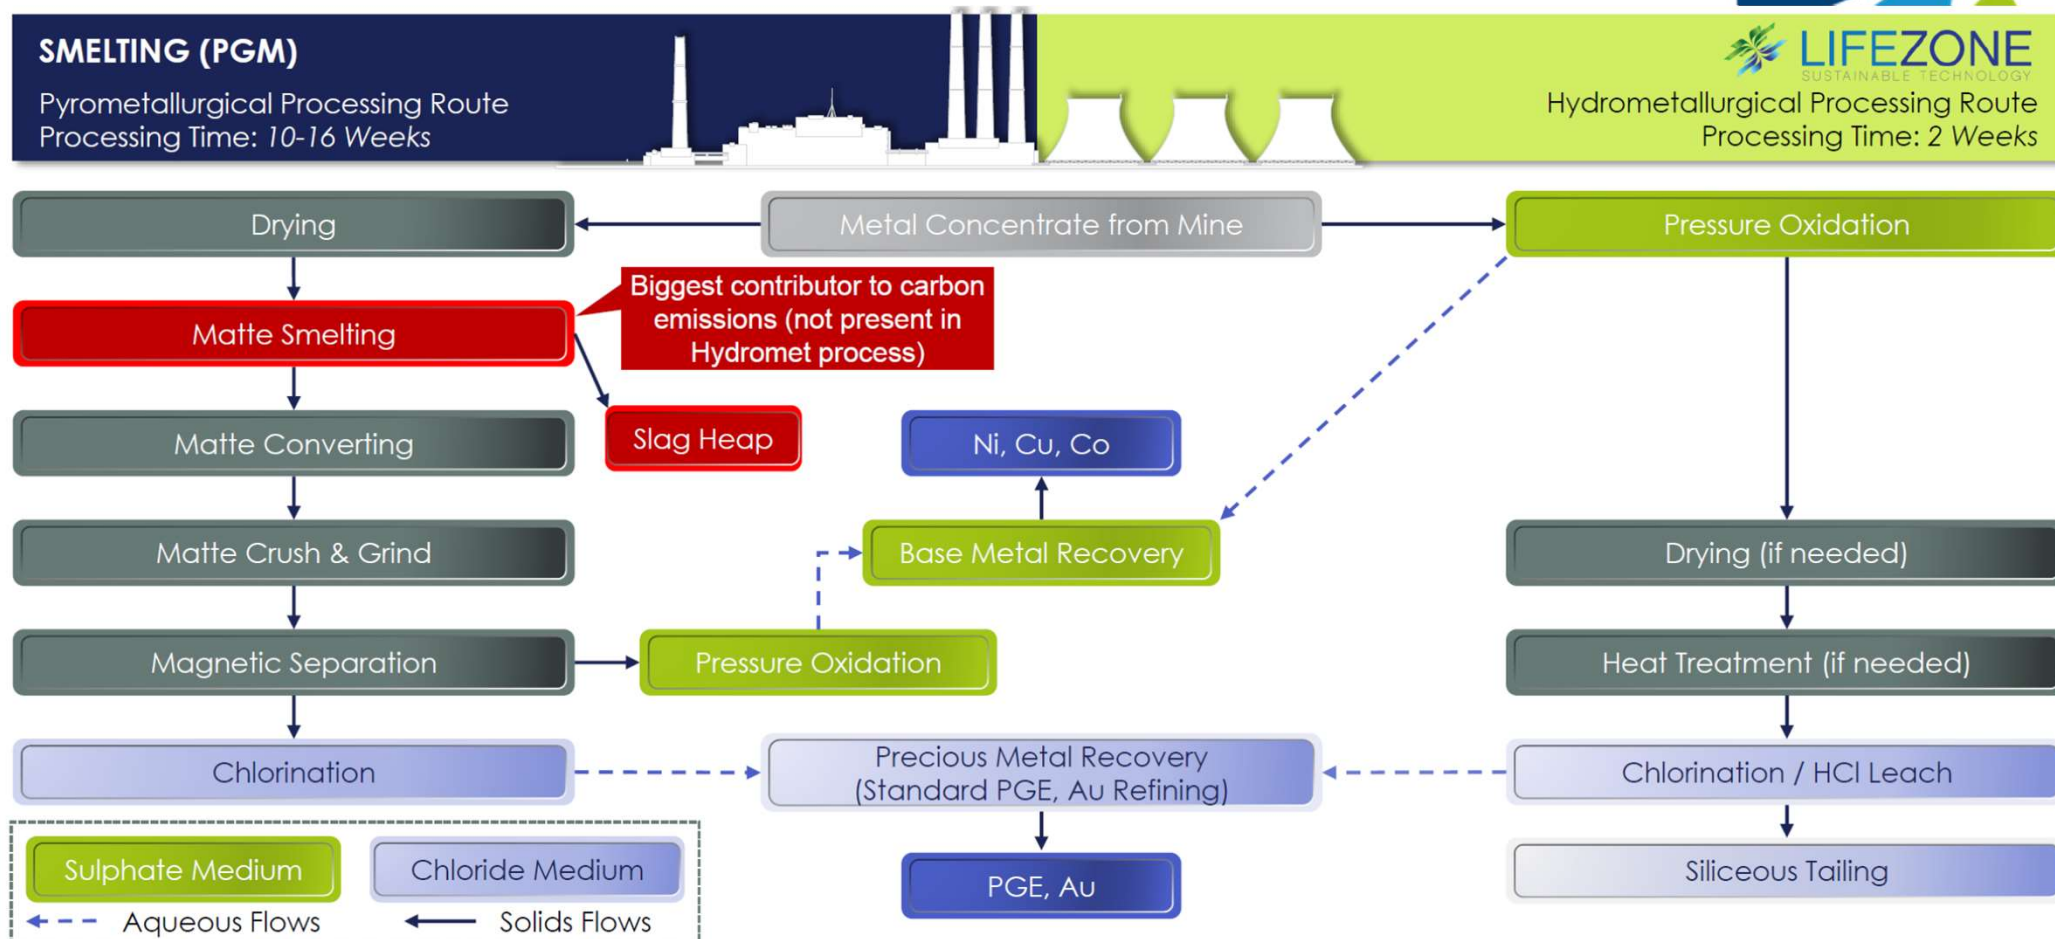 SMELTING (PGM)
Pyrometallurgical Processing Route
Processing Time: 10-16 Weeks
LIFEZONE
SUSTAINABLE TECHNOLOGY
Hydrometallurgical Processing Route
Processing Time: 2 Weeks
Drying
Metal Concentrate from Mine
Pressure Oxidation
Matte Smelting
Biggest contributor to carbon
emissions (not present in
Hydromet process)
Matte Converting
Slag Heap
Ni, Cu, Co
Matte Crush & Grind
Base Metal Recovery
Drying (if needed)
Magnetic Separation
Pressure Oxidation
Heat Treatment (if needed)
Chlorination
Precious Metal Recovery
(Standard PGE, Au Refining)
Chlorination / HCl Leach
Sulphate Medium
Chloride Medium
PGE, Au
Siliceous Tailing
Aqueous Flows
Solids Flows